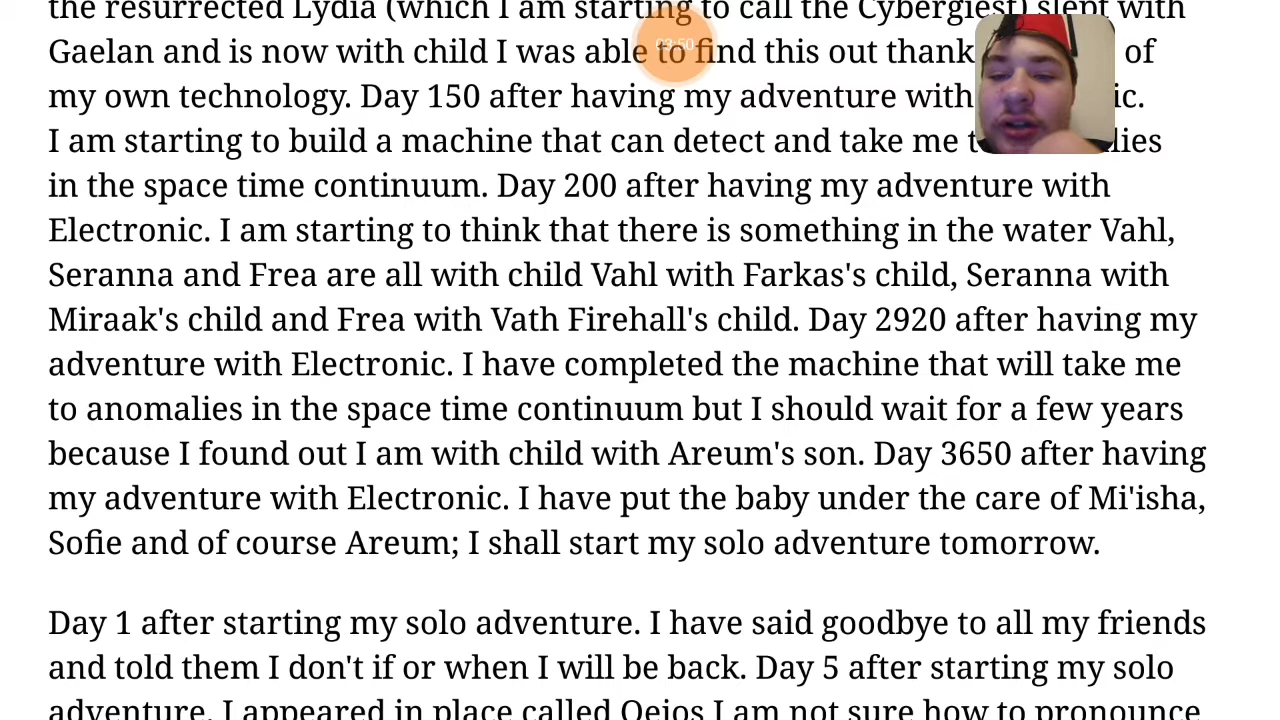 the resurrected Lydia (which I am starting to call the Cybergiest) slept with
Gaelan and is now with child I was able to find this out thank of
my own technology. Day 150 after having my adventure with ic.
I am starting to build a machine that can detect and take me t lies
in the space time continuum. Day 200 after having my adventure with
Electronic. I am starting to think that there is something in the water Vahl,
Seranna and Frea are all with child Vahl with Farkas's child, Seranna with
Miraak's child and Frea with Vath Firehall's child. Day 2920 after having my
adventure with Electronic. I have completed the machine that will take me
to anomalies in the space time continuum but I should wait for a few years
because I found out I am with child with Areum's son. Day 3650 after having
my adventure with Electronic. I have put the baby under the care of Mi'isha,
Sofie and of course Areum; I shall start my solo adventure tomorrow.
Day 1 after starting my solo adventure. I have said goodbye to all my friends
and told them I don't if or when I will be back. Day 5 after starting my solo
adventure. I appeared in place called Oeios I am not sure how to pronounce
03:50